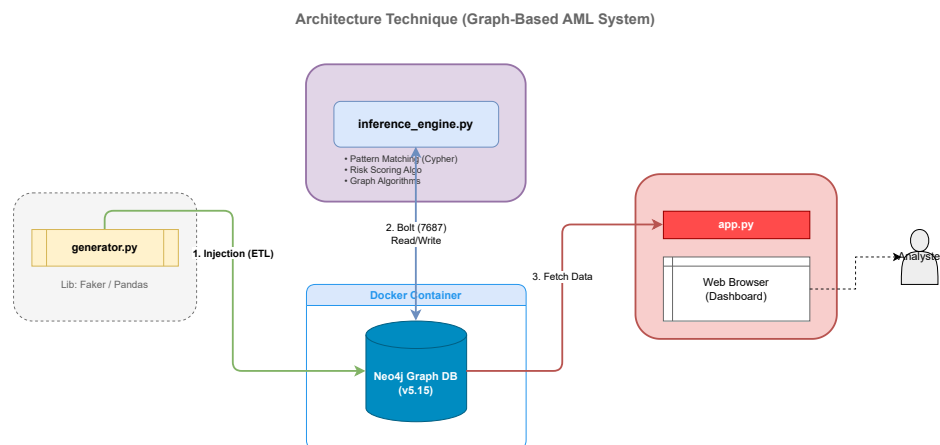 Architecture Technique (Graph-Based AML System)
inference_engine.py
• Pattern Matching (Cypher)
• Risk Scoring Algo
• Graph Algorithms
generator.py
Lib: Faker / Pandas
1. Injection (ETL)
2. Bolt (7687)
Read/Write
Docker Container
Neo4j Graph DB
(v5.15)
3. Fetch Data
app.py
Web Browser
(Dashboard)
Analyste